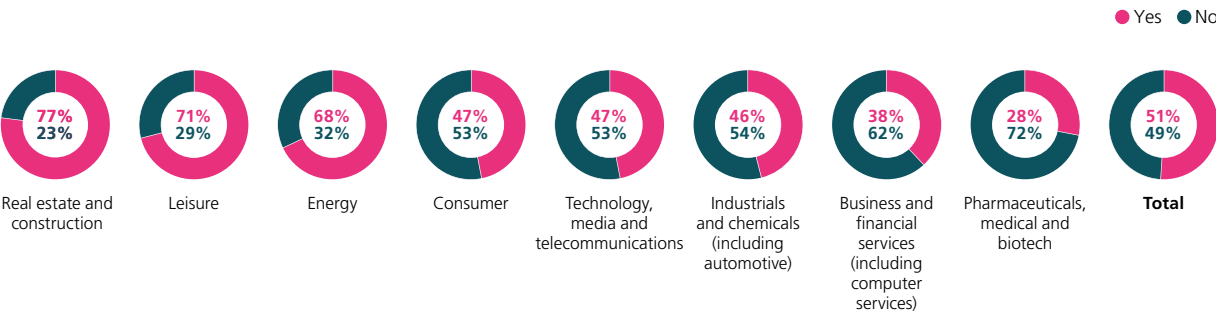 Yes No
77%
23%
71%
29%
68%
32%
47%
53%
47%
53%
46%
54%
38%
62%
28%
72%
51%
49%
Real estate and
construction
Leisure
Energy
Consumer
Technology,
media and
telecommunications
Industrials
and chemicals
(including
automotive)
Business and
financial
services
(including
computer
services)
Pharmaceuticals,
medical and
biotech
Total